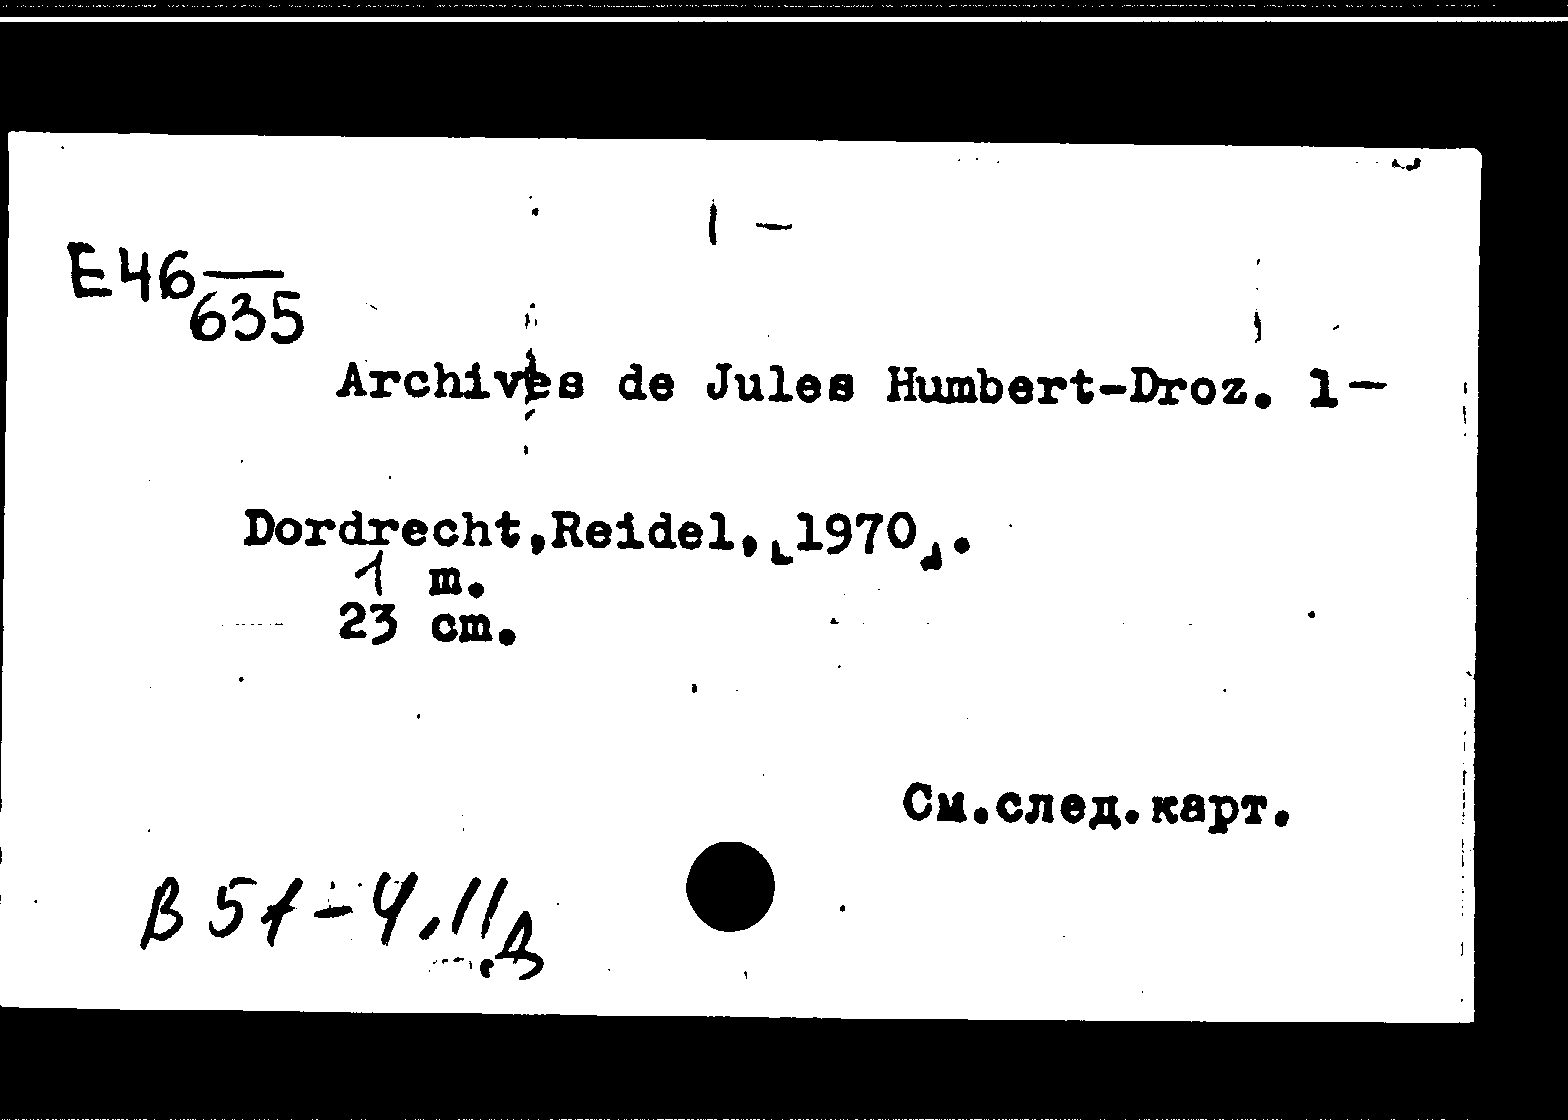 1 –
E46—
635
Archives de Jules Humbert-Droz. 1—
Dordrecht,Reidel,[1970].
1 m.
23 cm.
См.след.карт.
B 51-4.11